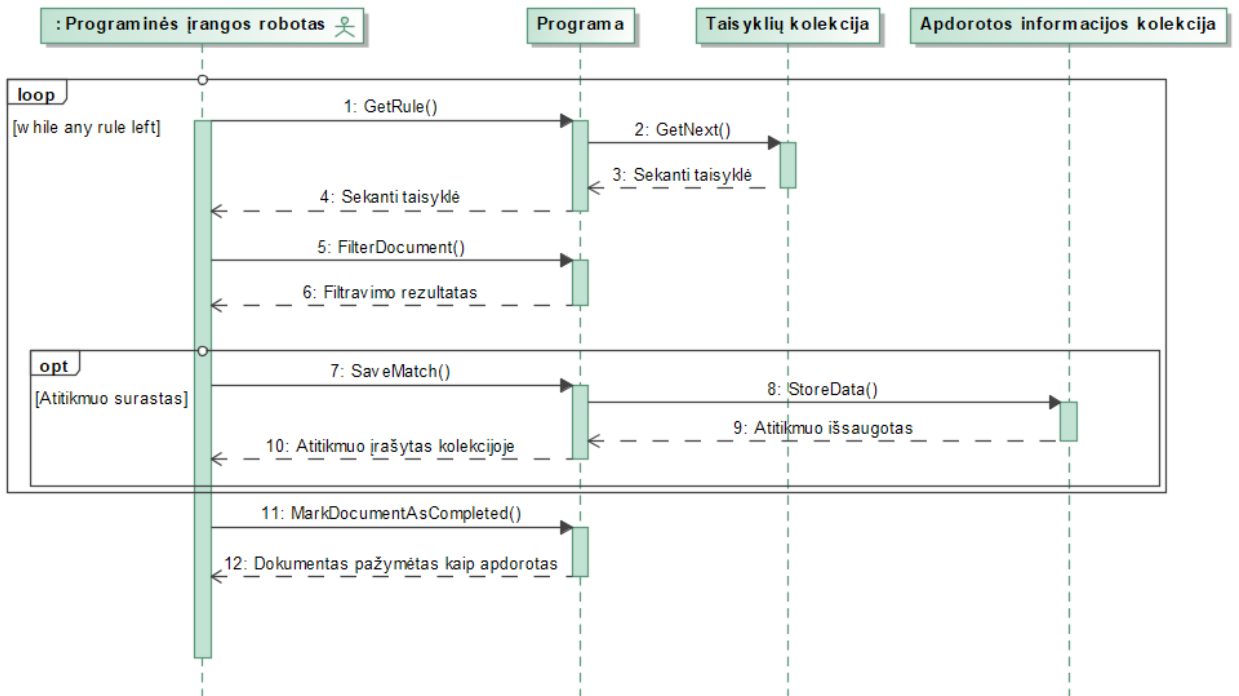 : Programinės įrangos robotas
Programa
Taisyklių kolekcija
Apdorotos informacijos kolekcija
loop
[while any rule left]
1: GetRule()
2: GetNext()
3: Sekanti taisyklė
4: Sekanti taisyklė
5: FilterDocument()
6: Filtravimo rezultatas
opt
[Atitikmuo surastas]
7: SaveMatch()
8: StoreData()
9: Atitikmuo išsaugotas
10: Atitikmuo įrašytas kolekcijoje
11: MarkDocumentAsCompleted()
12: Dokumentas pažymėtas kaip apdorotas